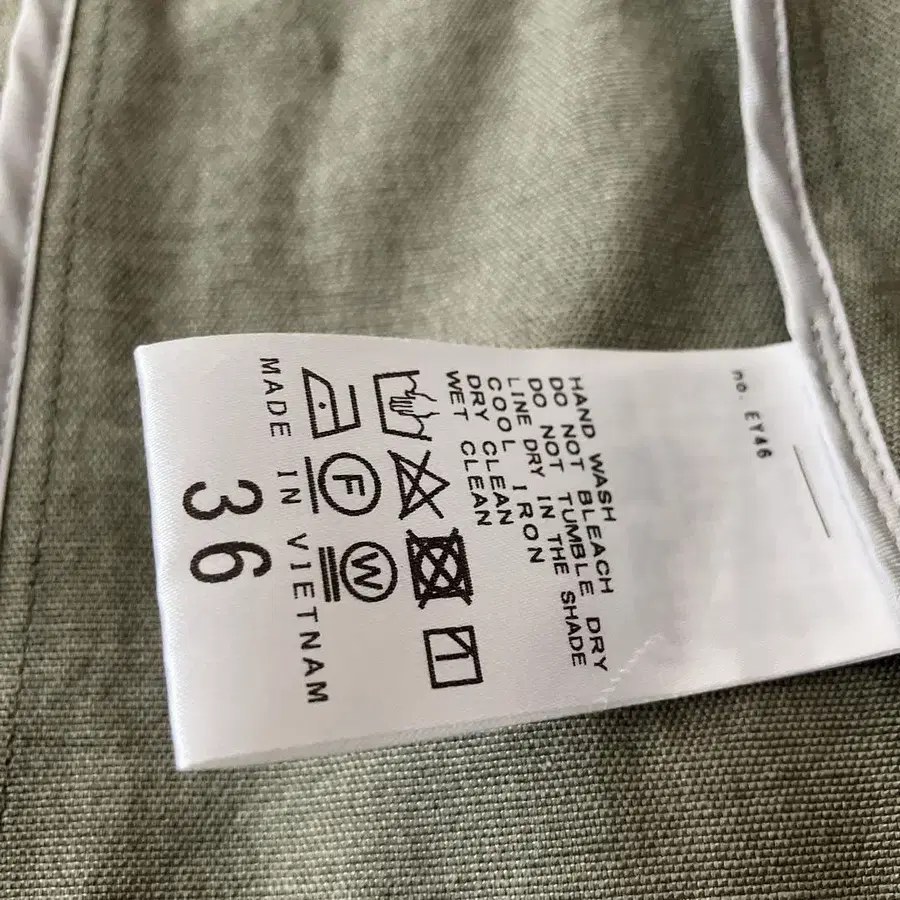 no. EY46
HAND WASH
DO NOT BLEACH
DO NOT TUMBLE DRY
LINE DRY IN THE SHADE
COOL IRON
DRY CLEAN
WET CLEAN
F W
MADE IN VIETNAM
36